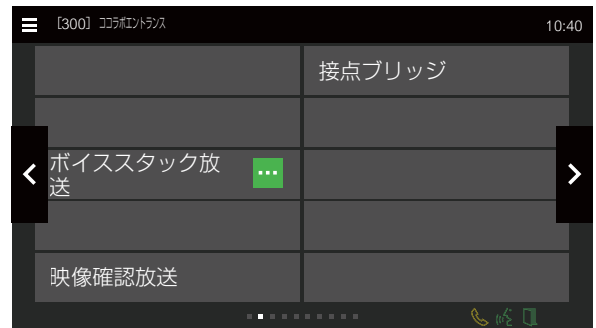 [300] ココラボエントランス
10:40
接点ブリッジ
ボイススタック放
送
映像確認放送